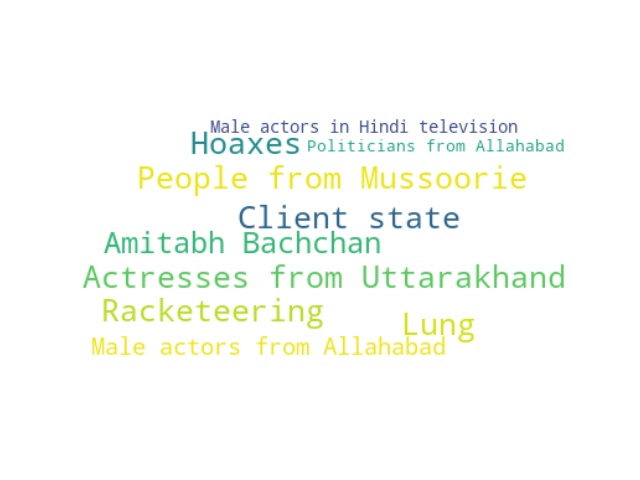 Male actors in Hindi television
Hoaxes Politicians from Allahabad
People from Mussoorie
Client state
Amitabh Bachchan
Actresses from Uttarakhand
Racketeering
Lung
Male actors from Allahabad